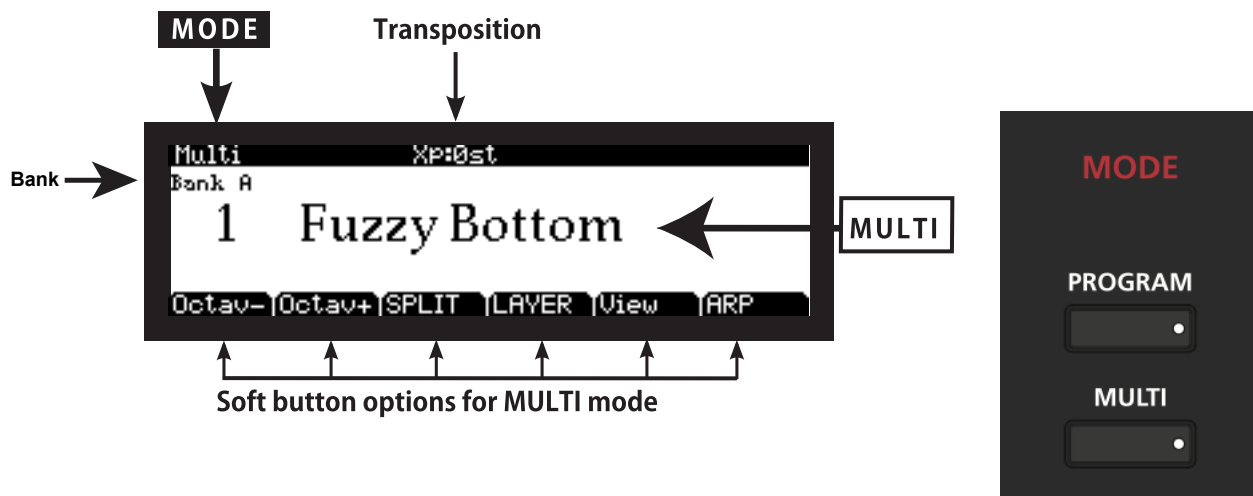 MODE Transposition
Multi Xp:0st
Bank
Bank A
1 Fuzzy Bottom
MULTI
Octav- Octav+ SPLIT LAYER View ARP
Soft button options for MULTI mode
MODE
PROGRAM
MULTI